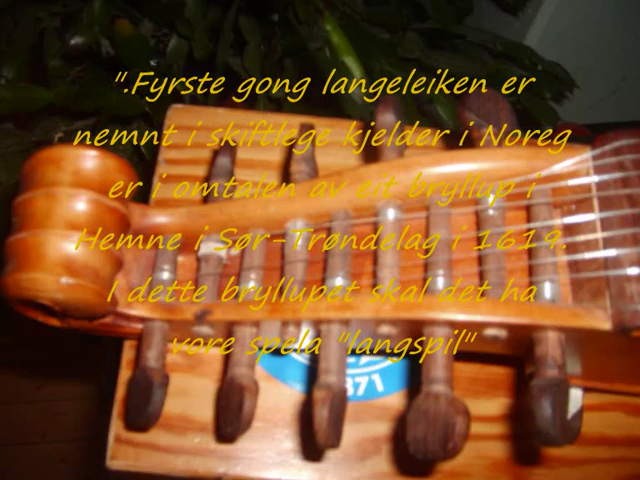 ".Fyrste gong langeleiken er
nemnt i skiftlege kjelder i Noreg
er i omtalen av eit bryllup i
Hemne i Sør-Trøndelag i 1619.
I dette bryllupet skal det ha
vore spela "langspil"
871